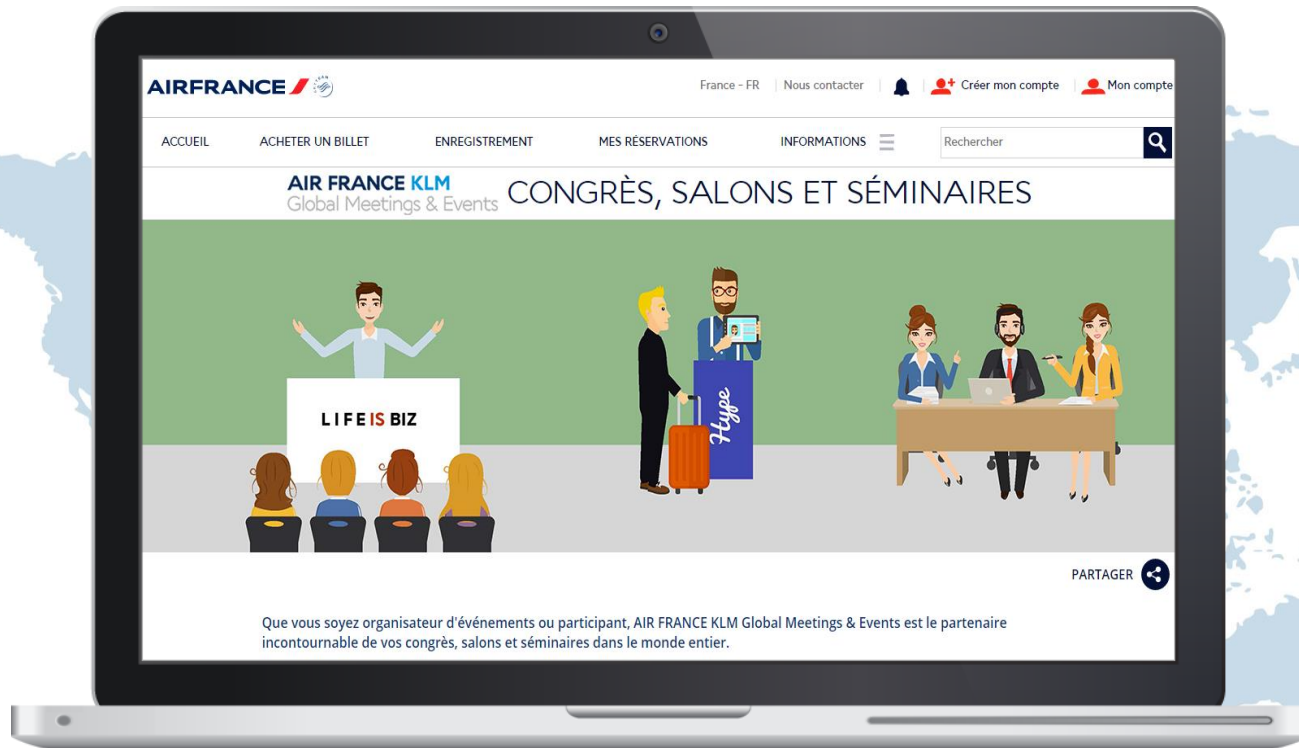 AIRFRANCE
France - FR
Nous contacter
Créer mon compte
Mon compte
ACCUEIL
ACHETER UN BILLET
ENREGISTREMENT
MES RÉSERVATIONS
INFORMATIONS
Rechercher
AIR FRANCE KLM
Global Meetings & Events
CONGRÈS, SALONS ET SÉMINAIRES
LIFE IS BIZ
Hype
PARTAGER
Que vous soyez organisateur d'événements ou participant, AIR FRANCE KLM Global Meetings & Events est le partenaire
incontournable de vos congrès, salons et séminaires dans le monde entier.